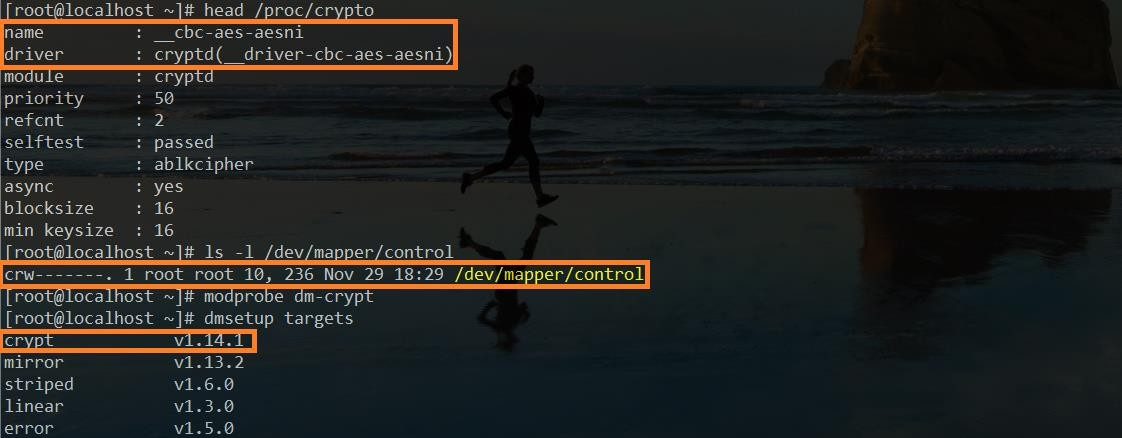 [root@localhost ~]# head /proc/crypto
name         : __cbc-aes-aesni
driver       : cryptd(__driver-cbc-aes-aesni)
module       : cryptd
priority     : 50
refcnt       : 2
selftest     : passed
type         : ablkcipher
async        : yes
blocksize    : 16
min keysize  : 16
[root@localhost ~]# ls -l /dev/mapper/control
crw-------. 1 root root 10, 236 Nov 29 18:29 /dev/mapper/control
[root@localhost ~]# modprobe dm-crypt
[root@localhost ~]# dmsetup targets
crypt            v1.14.1
mirror           v1.13.2
striped          v1.6.0
linear           v1.3.0
error            v1.5.0